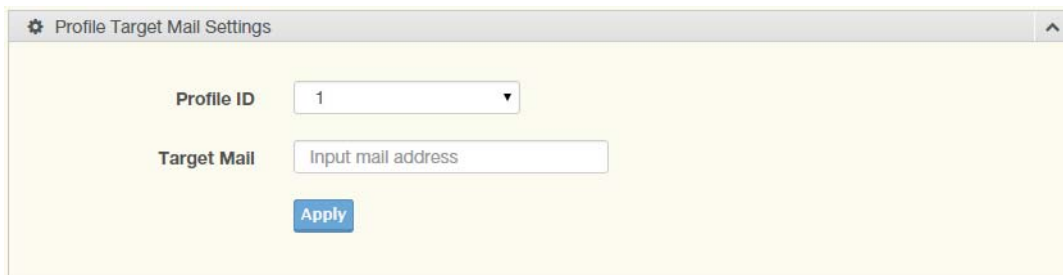 Profile Target Mail Settings
Profile ID 1
Target Mail Input mail address
Apply